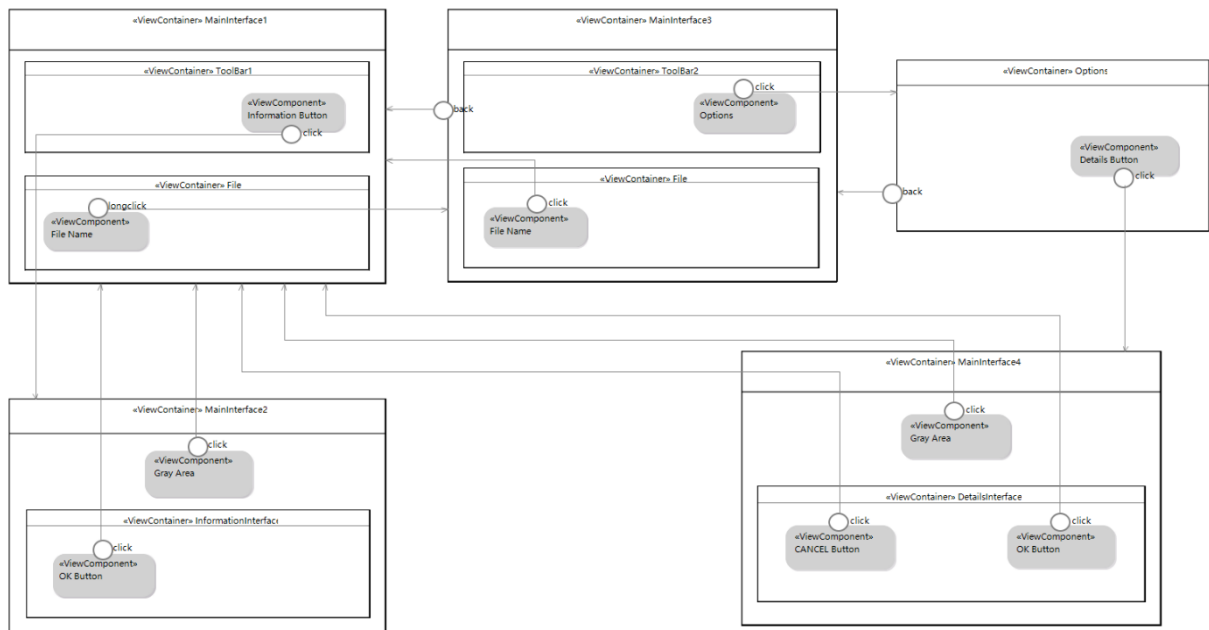 «ViewContainer» MainInterface1
«ViewContainer» ToolBar1
«ViewComponent»
Information Button
click
«ViewContainer» File
longclick
«ViewComponent»
File Name
«ViewContainer» MainInterface3
«ViewContainer» ToolBar2
click
«ViewComponent»
Options
back
«ViewContainer» File
click
«ViewComponent»
File Name
«ViewContainer» Options
«ViewComponent»
Details Button
click
back
«ViewContainer» MainInterface2
click
«ViewComponent»
Gray Area
«ViewContainer» InformationInterface
click
«ViewComponent»
OK Button
«ViewContainer» MainInterface4
click
«ViewComponent»
Gray Area
«ViewContainer» DetailsInterface
click
«ViewComponent»
CANCEL Button
click
«ViewComponent»
OK Button